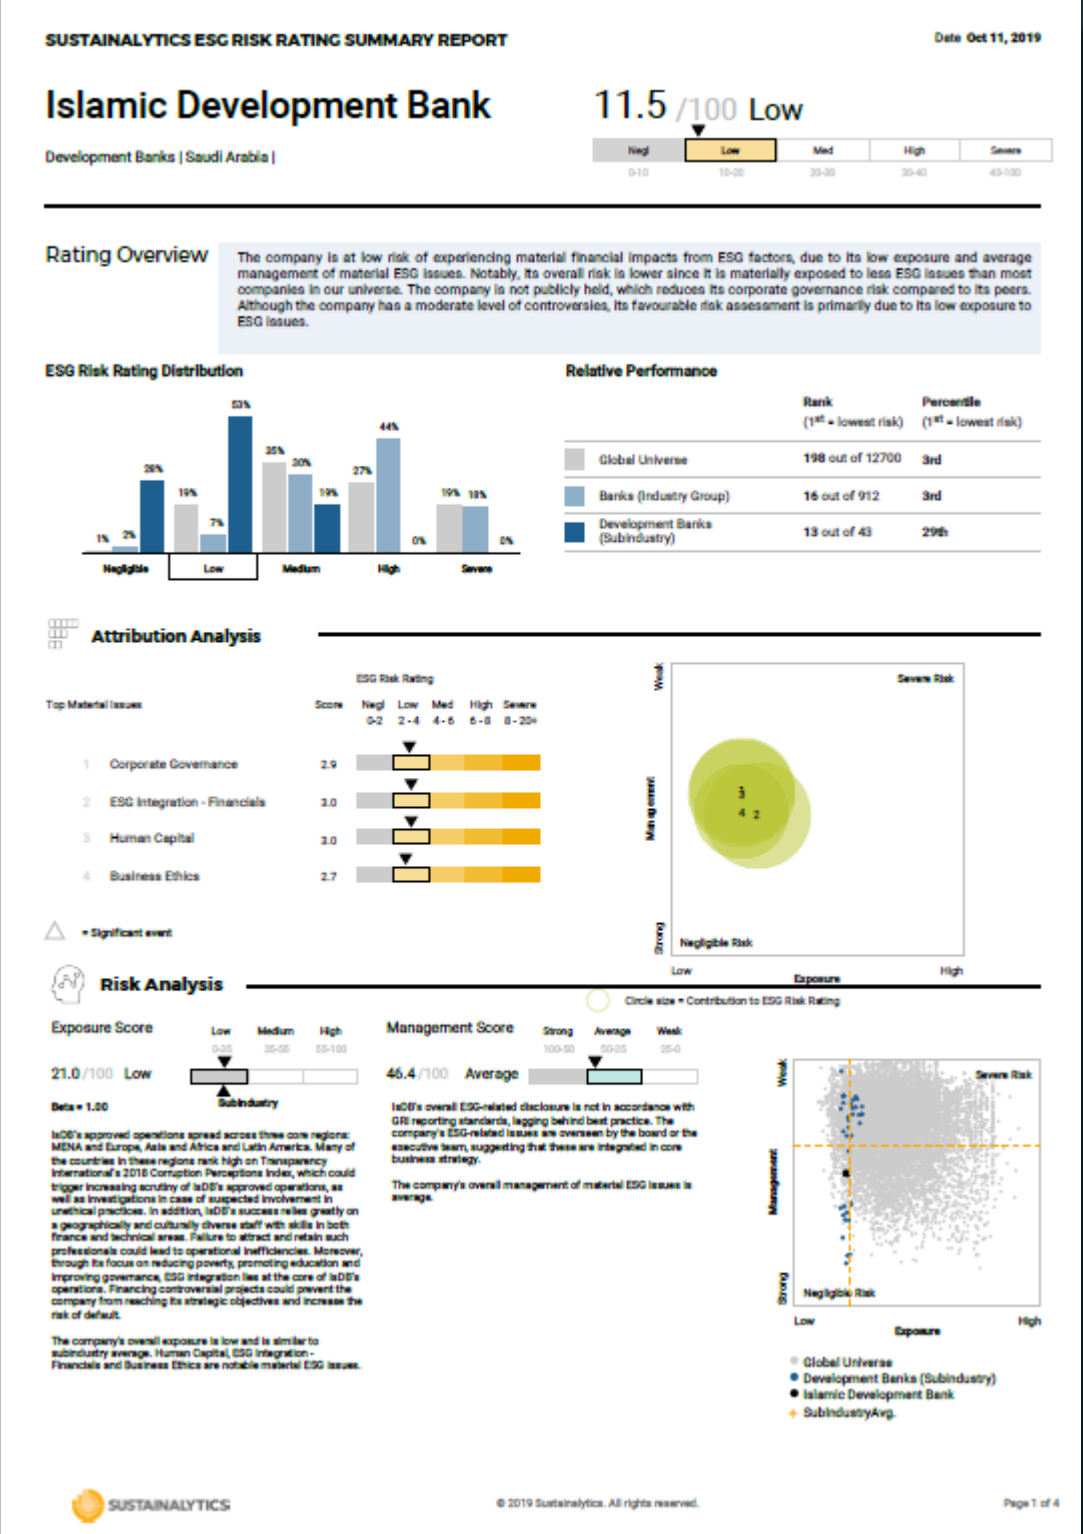 SUSTAINALYTICS ESG RISK RATING SUMMARY REPORT
Date Oct 11, 2019
Islamic Development Bank
11.5 /100 Low
Development Banks | Saudi Arabia |
Negl Low Med High Severe
0-10 10-20 20-30 30-40 40-100
Rating Overview
The company is at low risk of experiencing material financial impacts from ESG factors, due to its low exposure and average
management of material ESG issues. Notably, its overall risk is lower since it is materially exposed to less ESG issues than most
companies in our universe. The company is not publicly held, which reduces its corporate governance risk compared to its peers.
Although the company has a moderate level of controversies, its favourable risk assessment is primarily due to its low exposure to
ESG issues.
ESG Risk Rating Distribution
1% 2% 28%
19% 7% 53%
35% 30% 19%
27% 44% 0%
19% 18% 0%
Negligible Low Medium High Severe
Relative Performance
Rank Percentile
(1st = lowest risk) (1st = lowest risk)
Global Universe 198 out of 12700 3rd
Banks (Industry Group) 16 out of 912 3rd
Development Banks
(Subindustry) 13 out of 43 29th
Attribution Analysis
ESG Risk Rating
Top Material Issues Score Negl Low Med High Severe
0-2 2-4 4-6 6-8 8-20+
1 Corporate Governance 2.9
2 ESG Integration - Financials 3.0
3 Human Capital 3.0
4 Business Ethics 2.7
= Significant event
Weak
Management
Strong
Severe Risk
3
4 2
Negligible Risk
Low High
Exposure
Circle size = Contribution to ESG Risk Rating
Risk Analysis
Exposure Score
Low Medium High
0-35 35-55 55-100
21.0/100 Low
Subindustry
Beta = 1.00
IsDB's approved operations spread across three core regions:
MENA and Europe, Asia and Africa and Latin America. Many of
the countries in these regions rank high on Transparency
International's 2018 Corruption Perceptions Index, which could
trigger increasing scrutiny of IsDB's approved operations, as
well as investigations in case of suspected involvement in
unethical practices. In addition, IsDB's success relies greatly on
a geographically and culturally diverse staff with skills in both
finance and technical areas. Failure to attract and retain such
professionals could lead to operational inefficiencies. Moreover,
through its focus on reducing poverty, promoting education and
improving governance, ESG integration lies at the core of IsDB's
operations. Financing controversial projects could prevent the
company from reaching its strategic objectives and increase the
risk of default.
The company's overall exposure is low and is similar to
subindustry average. Human Capital, ESG Integration -
Financials and Business Ethics are notable material ESG issues.
Management Score
Strong Average Weak
100-50 50-25 25-0
46.4/100 Average
IsDB's overall ESG-related disclosure is not in accordance with
GRI reporting standards, lagging behind best practice. The
company's ESG-related issues are overseen by the board or the
executive team, suggesting that these are integrated in core
business strategy.
The company's overall management of material ESG issues is
average.
Weak
Management
Strong
Severe Risk
Negligible Risk
Low High
Exposure
Global Universe
Development Banks (Subindustry)
Islamic Development Bank
SubIndustryAvg.
SUSTAINALYTICS
© 2019 Sustainalytics. All rights reserved.
Page 1 of 4